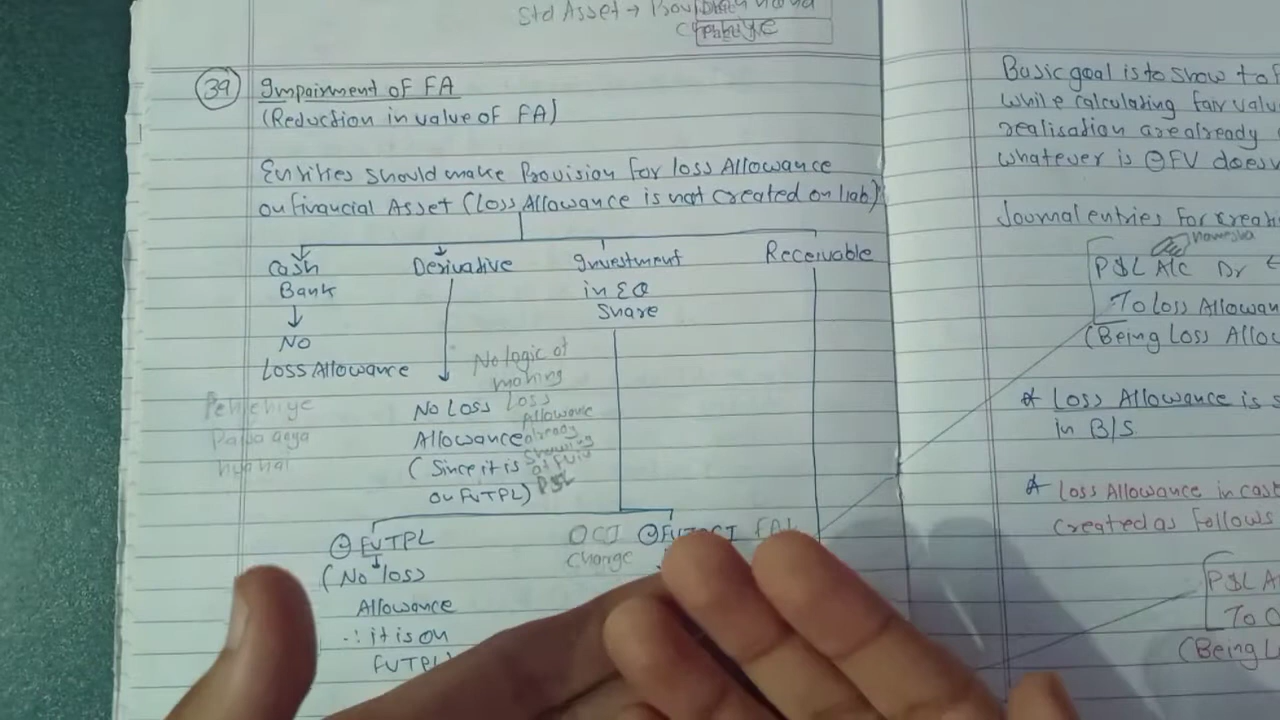 Std Asset →
39 Impairment of FA
(Reduction in value of FA)
Entities should make Provision for loss Allowance
on financial Asset (Loss Allowance is not created on liab)
Cash
Bank
↓
NO
Loss Allowance
Derivative
No Loss
Allowance
(Since it is
on FVTPL)
No logic of
making
Loss
Allowance
already
showing
P&L
Investment
in EQ
Share
Receivable
@ FVTPL
(No loss
Allowance
∴ it is on
FVTPL)
OCI
change
Basic goal is to show t
while calculating fair valu
realisation are already
whatever is @ FV does
Journal entries for
P&L A/c Dr
To Loss Allowan
(Being Loss Alloc
* Loss Allowance is s
in B/S
* Loss Allowance in cas
created as follows
P&L A
To O
(Being L